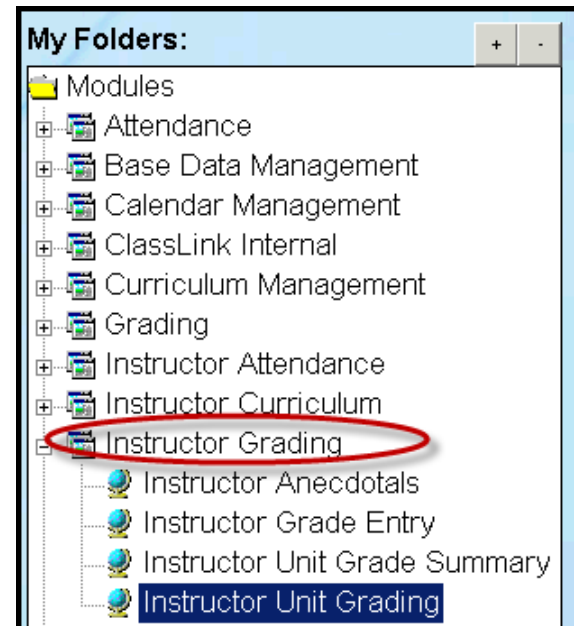 My Folders: + -
Modules
Attendance
Base Data Management
Calendar Management
ClassLink Internal
Curriculum Management
Grading
Instructor Attendance
Instructor Curriculum
Instructor Grading
Instructor Anecdotals
Instructor Grade Entry
Instructor Unit Grade Summary
Instructor Unit Grading